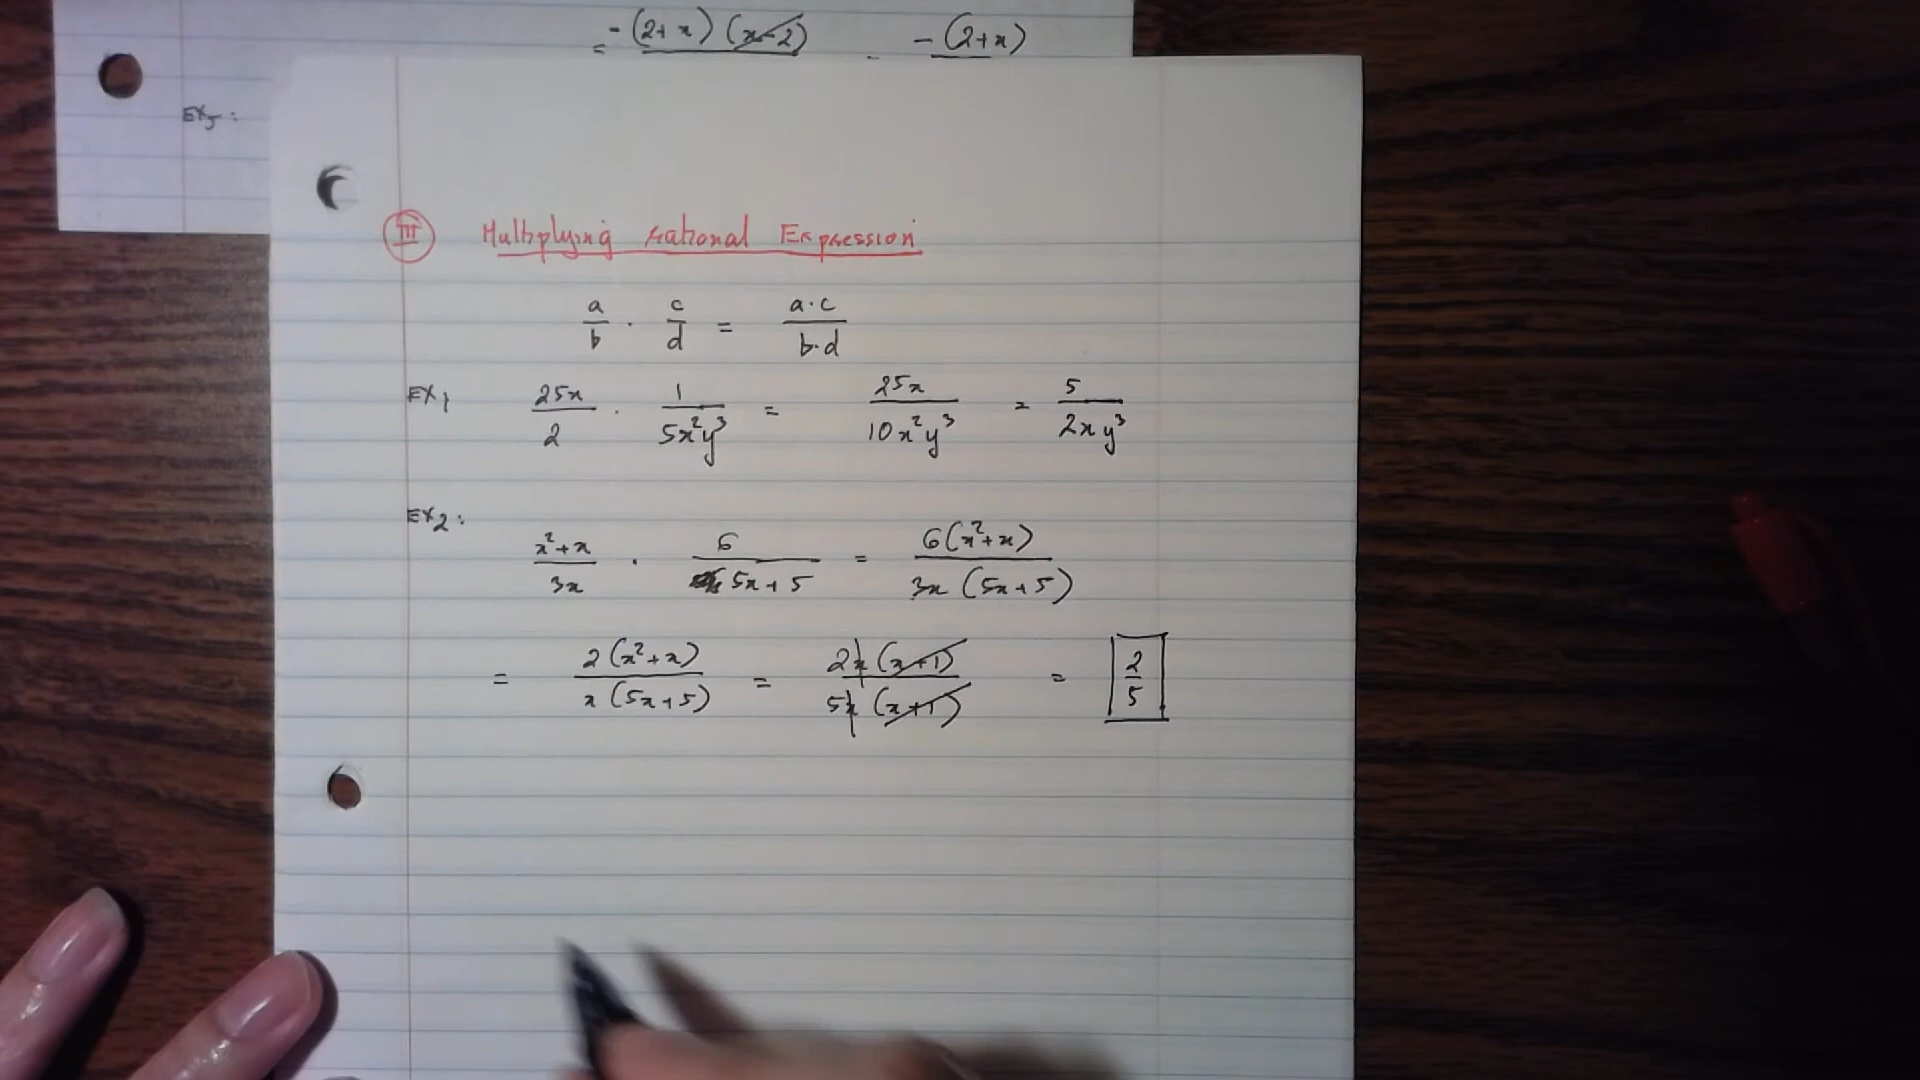 = -(2+x)(x-2) = -(2+x)
EX5:
III Multiplying rational Expression
a/b · c/d = a·c/b·d
EX1 25x/2 · 1/5x²y³ = 25x/10x²y³ = 5/2xy³
EX2: x²+x/3x · 6/5x+5 = 6(x²+x)/3x(5x+5)
= 2(x²+x)/x(5x+5) = 2x(x+1)/5x(x+1) = 2/5